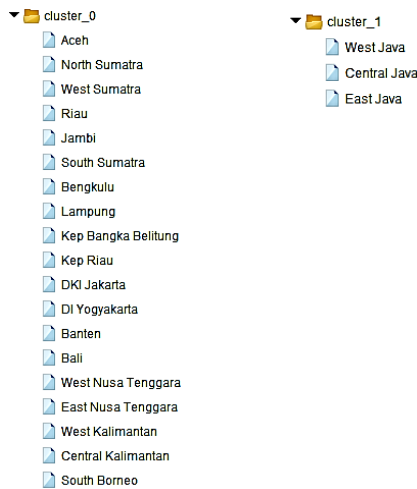 cluster_0
Aceh
North Sumatra
West Sumatra
Riau
Jambi
South Sumatra
Bengkulu
Lampung
Kep Bangka Belitung
Kep Riau
DKI Jakarta
DI Yogyakarta
Banten
Bali
West Nusa Tenggara
East Nusa Tenggara
West Kalimantan
Central Kalimantan
South Borneo
cluster_1
West Java
Central Java
East Java